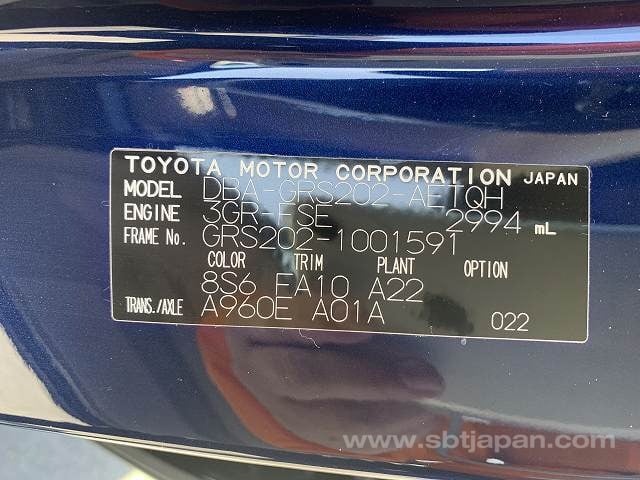 TOYOTA MOTOR CORPORATION JAPAN
MODEL DBA-GRS202-AETQH
ENGINE 3GR-FSE 2994 mL
FRAME No. GRS202-1001591
COLOR TRIM PLANT OPTION
8S6 FA10 A22
TRANS./AXLE A960E A01A 022
www.sbtjapan.com